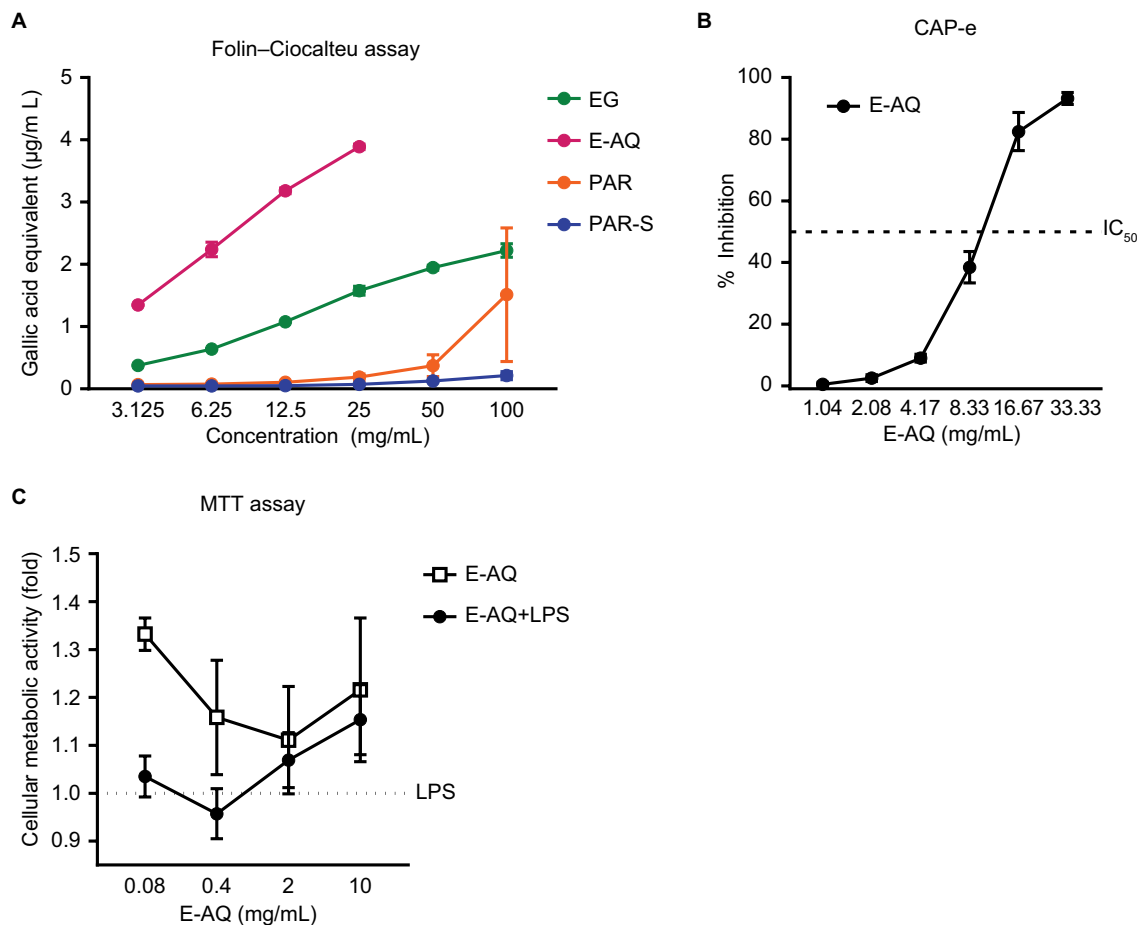 A
Folin–Ciocalteu assay
Gallic acid equivalent (µg/m L)
5
4
3
2
1
0
3.125 6.25 12.5 25 50 100
Concentration (mg/mL)
EG
E-AQ
PAR
PAR-S
B
CAP-e
% Inhibition
100
80
60
40
20
0
E-AQ
IC50
1.04 2.08 4.17 8.33 16.67 33.33
E-AQ (mg/mL)
C
MTT assay
Cellular metabolic activity (fold)
1.5
1.4
1.3
1.2
1.1
1.0
0.9
E-AQ
E-AQ+LPS
LPS
0.08 0.4 2 10
E-AQ (mg/mL)